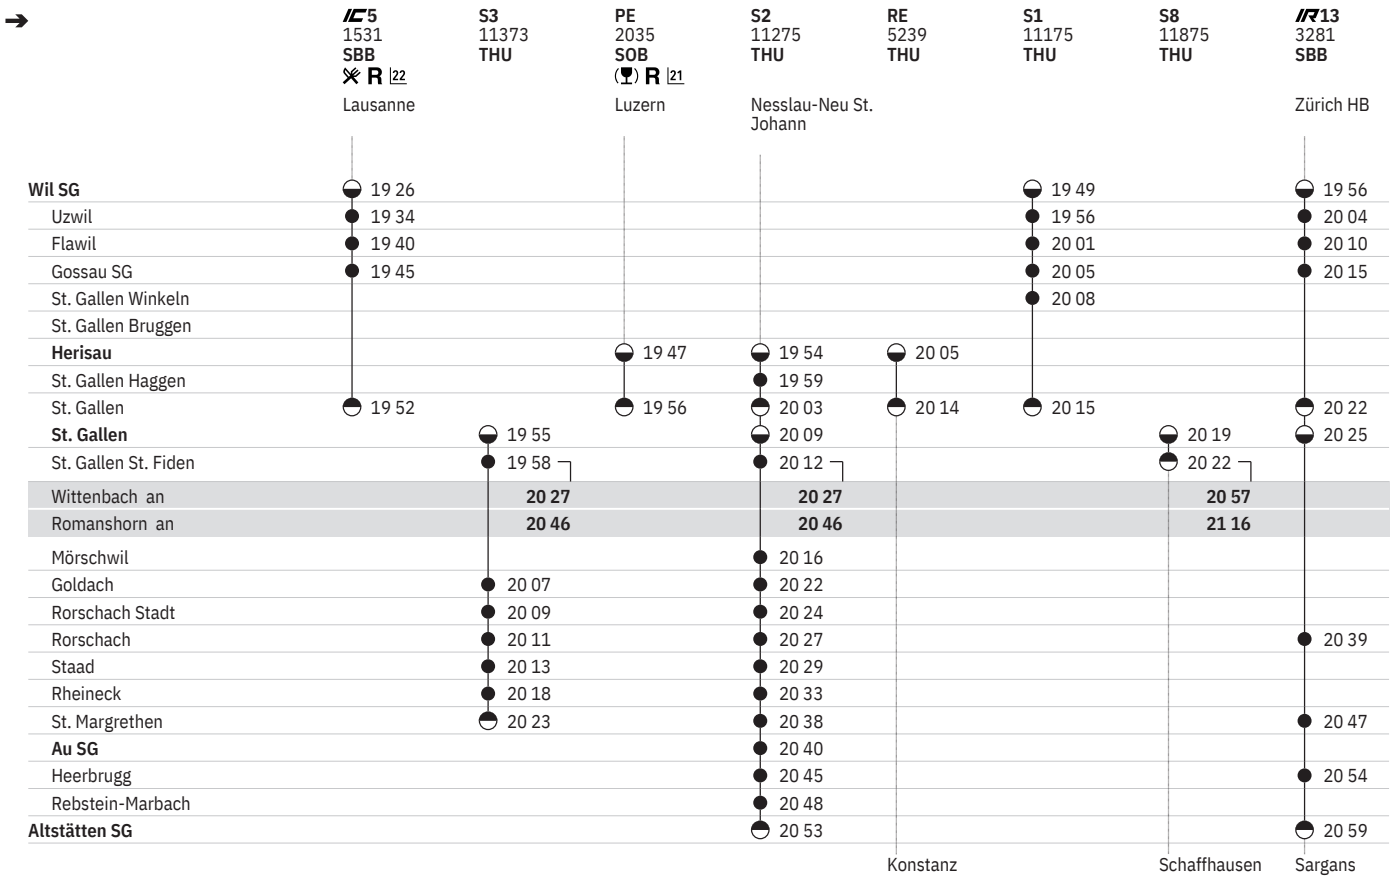 ➔ IC5 S3 PE S2 RE S1 S8 IR13
1531 11373 2035 11275 5239 11175 11875 3281
SBB THU SOB THU THU THU THU SBB
R 22 R 21
Lausanne Luzern Nesslau-Neu St. Zürich HB
Johann
Wil SG 19 26 19 49 19 56
Uzwil 19 34 19 56 20 04
Flawil 19 40 20 01 20 10
Gossau SG 19 45 20 05 20 15
St. Gallen Winkeln 20 08
St. Gallen Bruggen
Herisau 19 47 19 54 20 05
St. Gallen Haggen 19 59
St. Gallen 19 52 19 56 20 03 20 14 20 15 20 22
St. Gallen 19 55 20 09 20 19 20 25
St. Gallen St. Fiden 19 58 20 12 20 22
Wittenbach an 20 27 20 27 20 57
Romanshorn an 20 46 20 46 21 16
Mörschwil 20 16
Goldach 20 07 20 22
Rorschach Stadt 20 09 20 24
Rorschach 20 11 20 27 20 39
Staad 20 13 20 29
Rheineck 20 18 20 33
St. Margrethen 20 23 20 38 20 47
Au SG 20 40
Heerbrugg 20 45 20 54
Rebstein-Marbach 20 48
Altstätten SG 20 53 20 59
Konstanz Schaffhausen Sargans